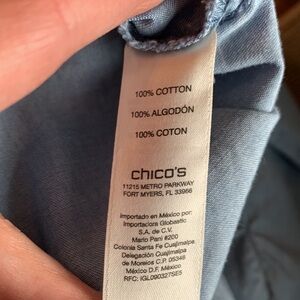 100% COTTON
100% ALGODÓN
100% COTON
chico's
11215 METRO PARKWAY
FORT MYERS, FL 33966
Importado en México por:
Importaciora Globastic
S.A. de C.V.
Mario Pani #200
Colonia Santa Fe Cuajimalpa
Delegación Cuajimalpa
de Morelos C.P. 05348
México D.F. México
RFC: IGL090327SE5